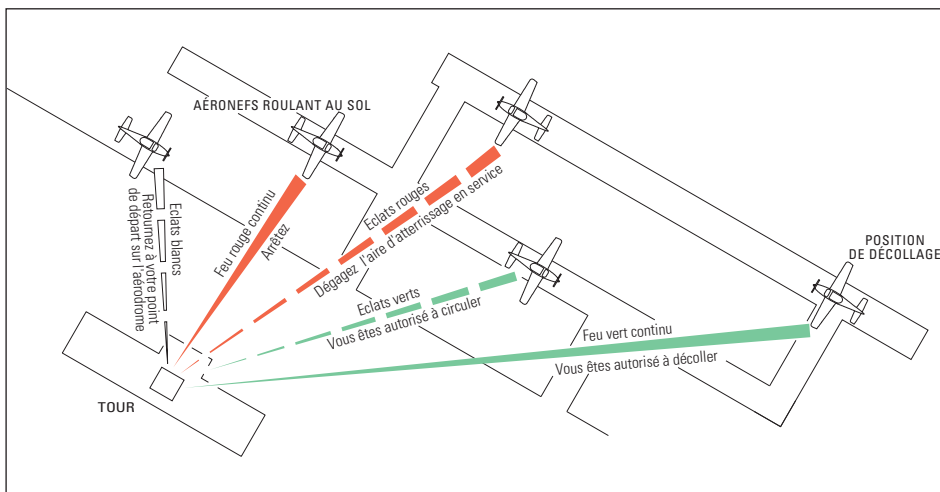 AÉRONEFS ROULANT AU SOL
Eclats blancs
Retournez à votre point
de départ sur l'aérodrome
Feu rouge continu
Arrêtez
Eclats rouges
Dégagez l'aire d'atterrissage en service
Eclats verts
Vous êtes autorisé à circuler
POSITION
DE DÉCOLLAGE
Feu vert continu
Vous êtes autorisé à décoller
TOUR